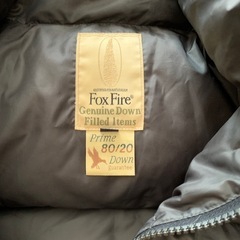 Fox Fire®
Genuine Down
Filled Items
Prime
80/20
Down